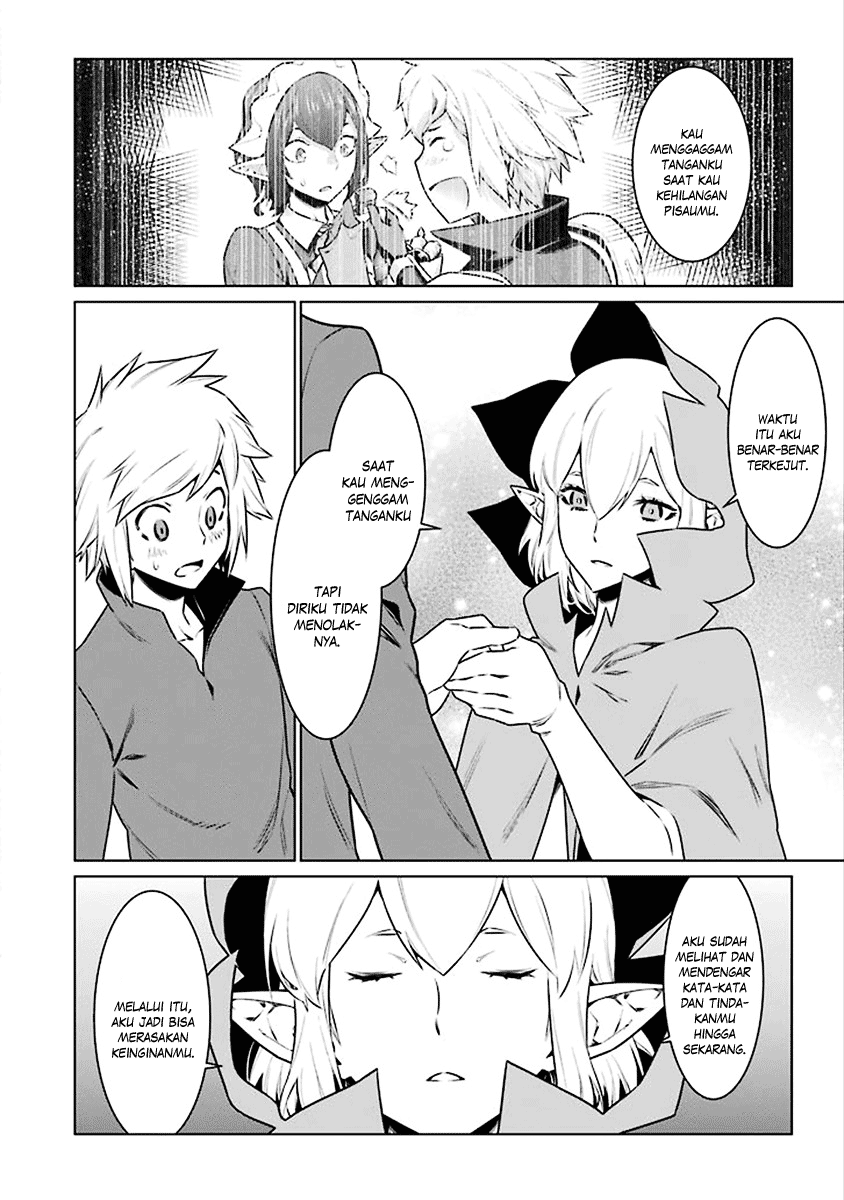 KAU
MENGGAGGAM
TANGANKU
SAAT KAU
KEHILANGAN
PISAUMU.
WAKTU
ITU AKU
BENAR-BENAR
TERKEJUT.
SAAT
KAU MENG-
GENGGAM
TANGANKU
TAPI
DIRIKU TIDAK
MENOLAK-
NYA.
AKU SUDAH
MELIHAT DAN
MENDENGAR
KATA-KATA
DAN TINDA-
KANMU
HINGGA
SEKARANG.
MELALUI ITU,
AKU JADI BISA
MERASAKAN
KEINGINANMU.